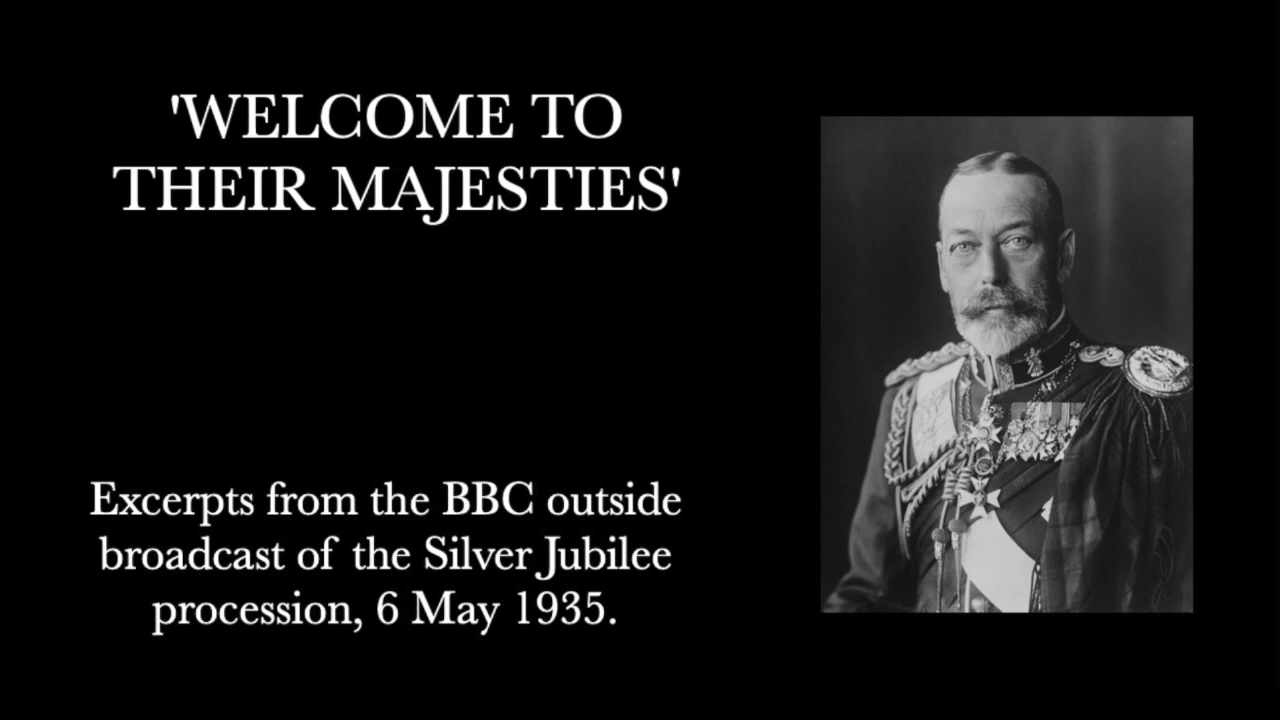 'WELCOME TO
THEIR MAJESTIES'
Excerpts from the BBC outside
broadcast of the Silver Jubilee
procession, 6 May 1935.